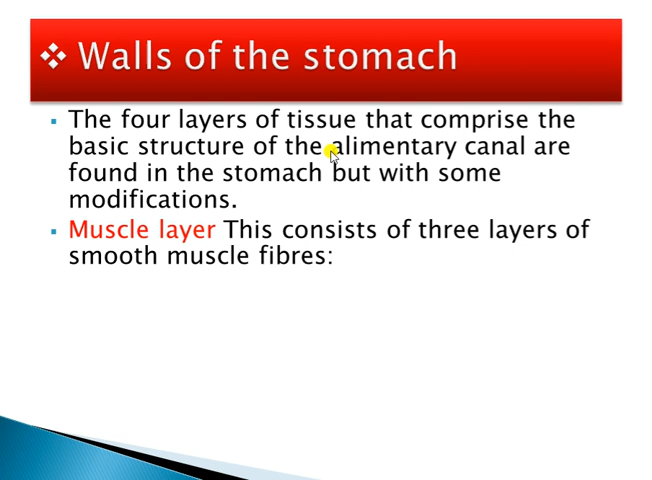 ❖ Walls of the stomach
▪ The four layers of tissue that comprise the
basic structure of the alimentary canal are
found in the stomach but with some
modifications.
▪ Muscle layer This consists of three layers of
smooth muscle fibres: